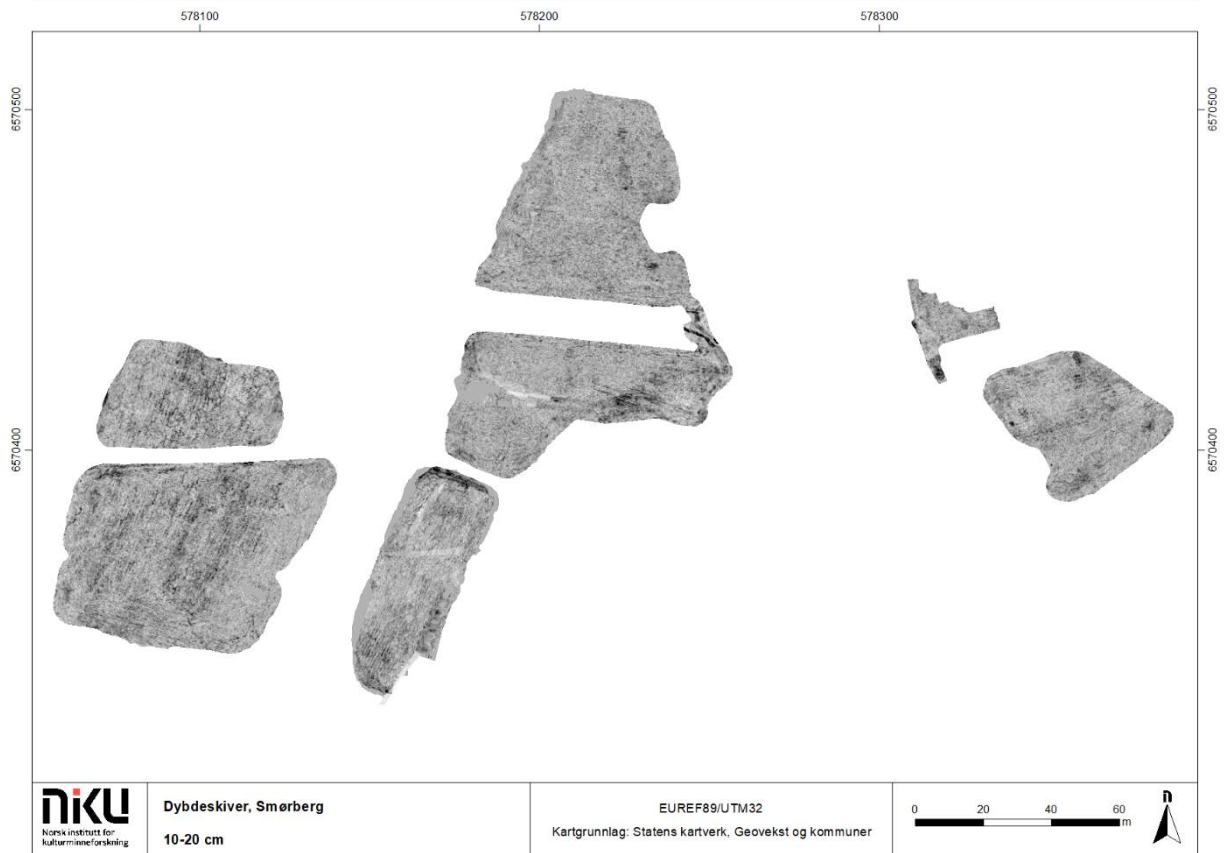 578100
578200
578300
6570500
6570500
6570400
6570400
niKU
Norsk institutt for
kulturminneforskning
Dybdeskiver, Smørberg
10-20 cm
EUREF89/UTM32
Kartgrunnlag: Statens kartverk, Geovekst og kommuner
0 20 40 60
m
n